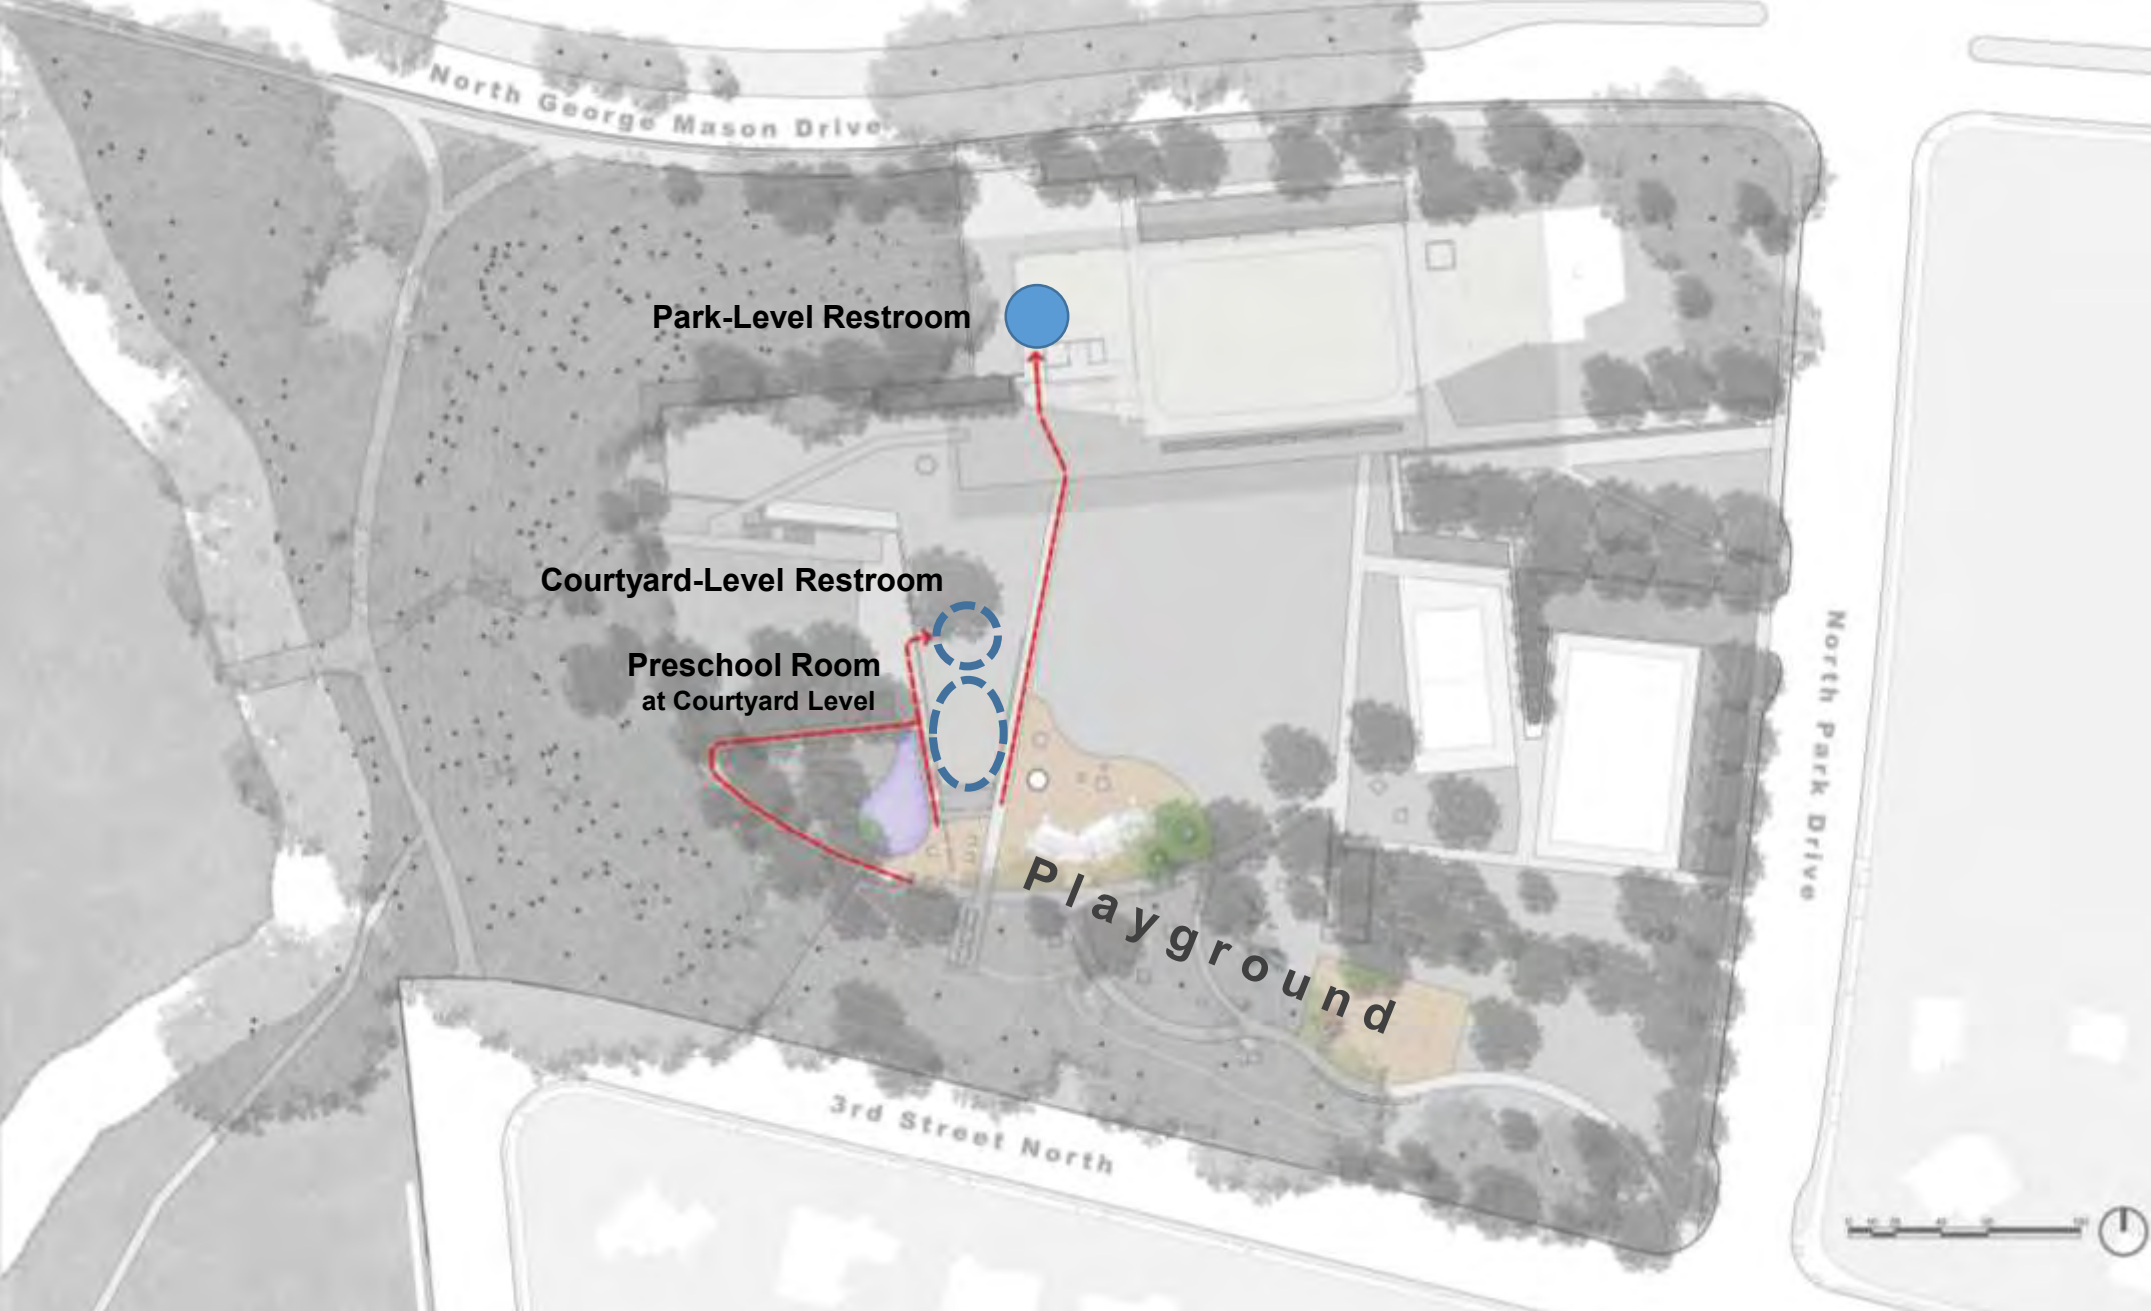 North George Mason Drive
Park-Level Restroom
Courtyard-Level Restroom
Preschool Room
at Courtyard Level
North Park Drive
Playground
3rd Street North